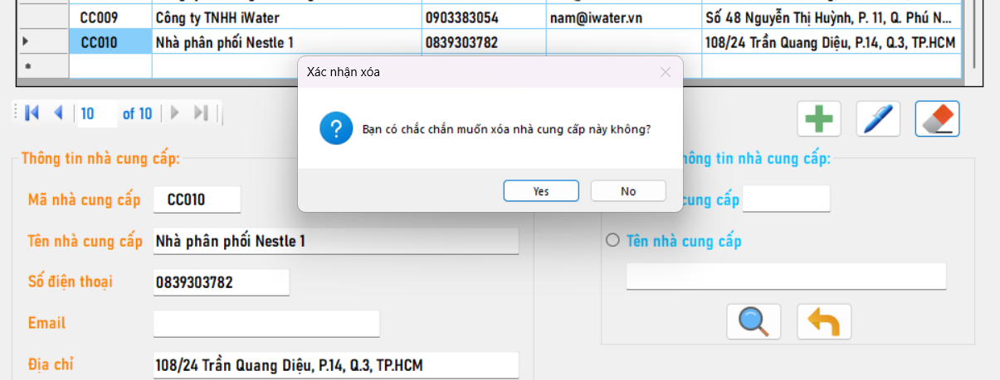 CC009 Công ty TNHH iWater 0903383054 nam@iwater.vn Số 48 Nguyễn Thị Huỳnh, P. 11, Q. Phú N...
CC010 Nhà phân phối Nestle 1 0839303782 108/24 Trần Quang Diệu, P.14, Q.3, TP.HCM
*
Xác nhận xóa
Bạn có chắc chắn muốn xóa nhà cung cấp này không?
Yes No
10 of 10
Thông tin nhà cung cấp:
Mã nhà cung cấp CC010
Tên nhà cung cấp Nhà phân phối Nestle 1
Số điện thoại 0839303782
Email
Địa chỉ 108/24 Trần Quang Diệu, P.14, Q.3, TP.HCM
tin nhà cung cấp:
cung cấp
Tên nhà cung cấp